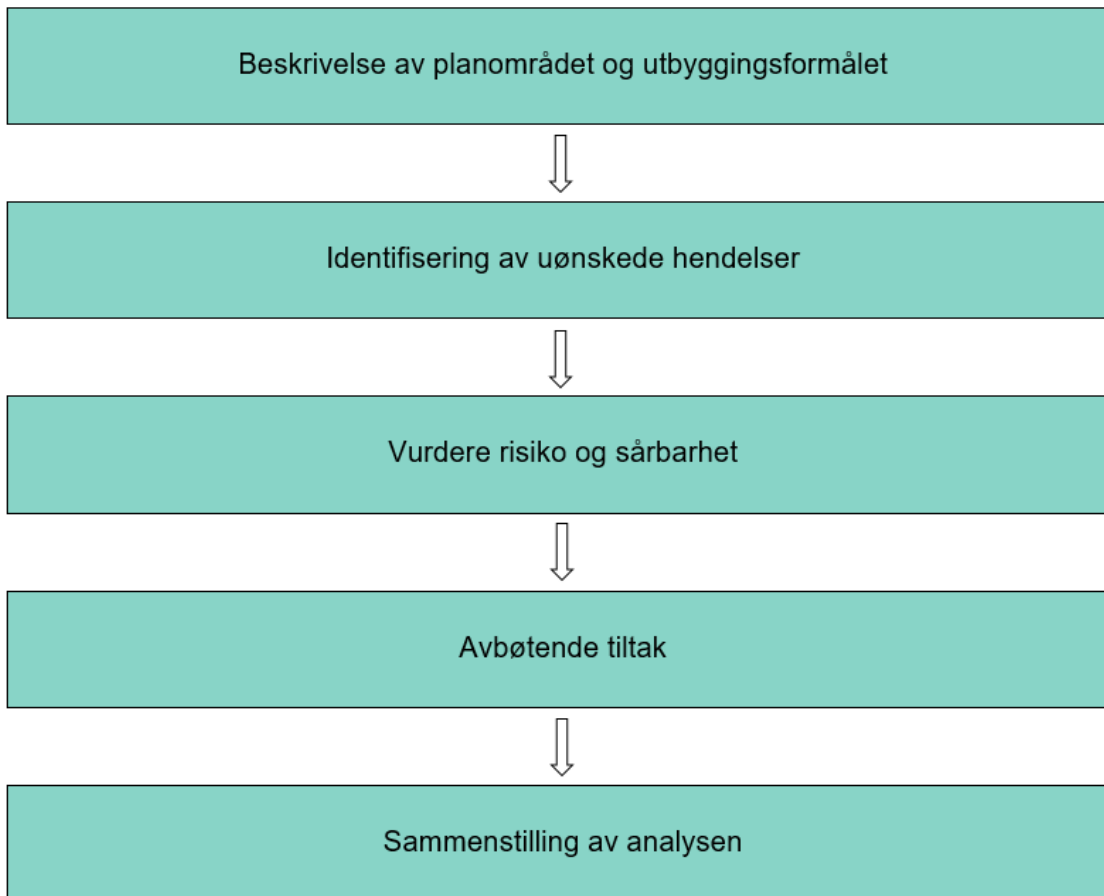 Beskrivelse av planområdet og utbyggingsformålet
Identifisering av uønskede hendelser
Vurdere risiko og sårbarhet
Avbøtende tiltak
Sammenstilling av analysen